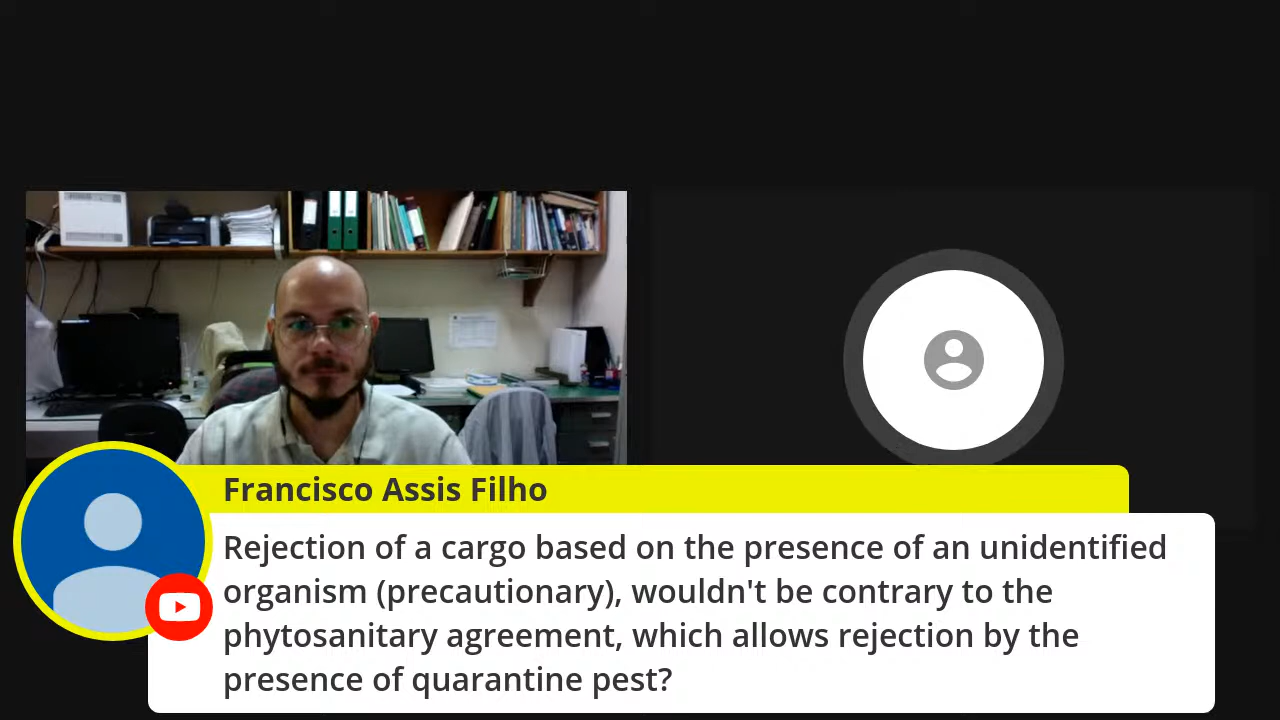 Francisco Assis Filho
Rejection of a cargo based on the presence of an unidentified
organism (precautionary), wouldn't be contrary to the
phytosanitary agreement, which allows rejection by the
presence of quarantine pest?